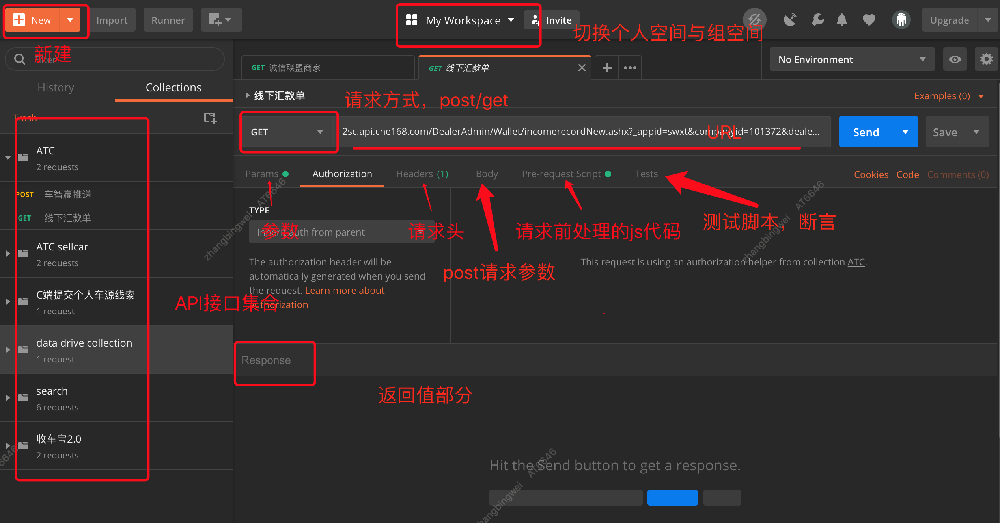 New
Import
Runner
My Workspace
Invite
Upgrade
切换个人空间与组空间
新建
Filter
GET 诚信联盟商家
GET 线下汇款单
No Environment
History
Collections
线下汇款单
请求方式，post/get
Examples (0)
Trash
GET
2sc.api.che168.com/DealerAdmin/Wallet/incomerecordNew.ashx?_appid=swxt&companyid=101372&deale...
URL
Send
Save
ATC
2 requests
Params
Authorization
Headers (1)
Body
Pre-request Script
Tests
Cookies
Code
Comments (0)
POST 车智赢推送
GET 线下汇款单
TYPE
Inherit auth from parent
参数
请求头
请求前处理的js代码
测试脚本，断言
ATC sellcar
2 requests
The authorization header will be
automatically generated when you send
the request. Learn more about
authorization
post请求参数
This request is using an authorization helper from collection ATC.
C端提交个人车源线索
1 request
API接口集合
data drive collection
1 request
Response
返回值部分
search
6 requests
收车宝2.0
2 requests
Hit the Send button to get a response.
zhangbingwei AT6646
zhangbingwei AT6646
zhangbingwei AT6646
6646